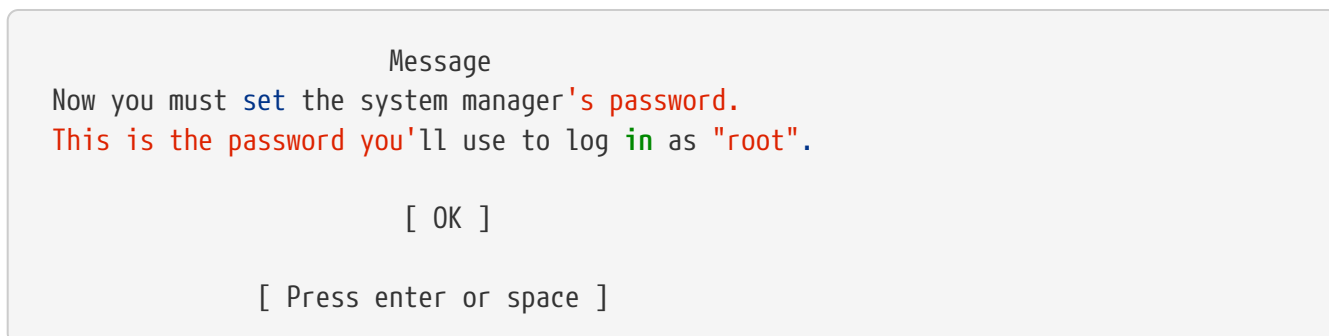 Message
Now you must set the system manager's password.
This is the password you'll use to log in as "root".
[ OK ]
[ Press enter or space ]